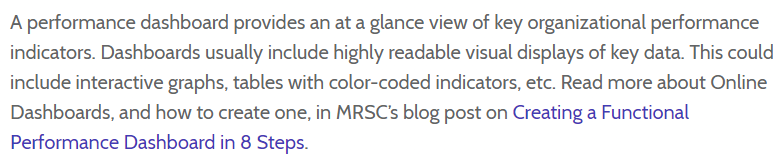 A performance dashboard provides an at a glance view of key organizational performance
indicators. Dashboards usually include highly readable visual displays of key data. This could
include interactive graphs, tables with color-coded indicators, etc. Read more about Online
Dashboards, and how to create one, in MRSC's blog post on Creating a Functional
Performance Dashboard in 8 Steps.